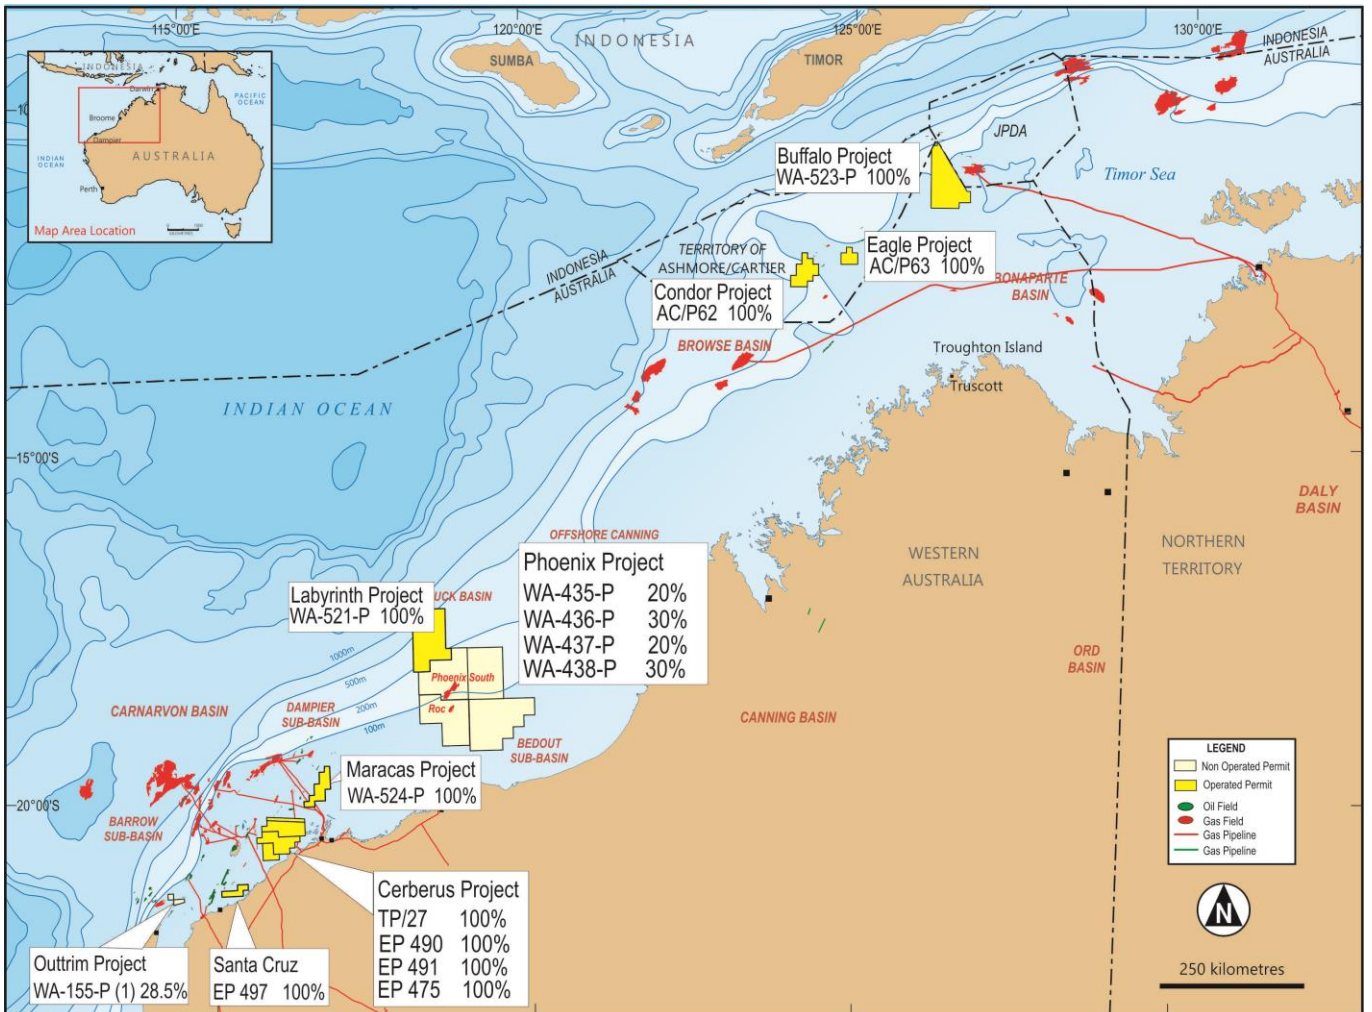 115°00'E
120°00'E
125°00'E
130°00'E
INDONESIA
SUMBA
TIMOR
INDONESIA
AUSTRALIA
INDONESIA
Darwin
PACIFIC
OCEAN
Broome
Dampier
INDIAN
OCEAN
AUSTRALIA
Perth
Map Area Location
JPDA
Timor Sea
Buffalo Project
WA-523-P 100%
Eagle Project
AC/P63 100%
TERRITORY OF
ASHMORE/CARTIER
INDONESIA
AUSTRALIA
Condor Project
AC/P62 100%
BONAPARTE
BASIN
BROWSE BASIN
Troughton Island
Truscott
INDIAN OCEAN
15°00'S
DALY
BASIN
OFFSHORE CANNING
WESTERN
AUSTRALIA
NORTHERN
TERRITORY
Phoenix Project
WA-435-P 20%
WA-436-P 30%
WA-437-P 20%
WA-438-P 30%
Labyrinth Project
WA-521-P 100%
UCK BASIN
1000m
500m
200m
100m
Phoenix South
Roc
ORD
BASIN
CARNARVON BASIN
DAMPIER
SUB-BASIN
BEDOUT
SUB-BASIN
CANNING BASIN
Maracas Project
WA-524-P 100%
20°00'S
BARROW
SUB-BASIN
Cerberus Project
TP/27 100%
EP 490 100%
EP 491 100%
EP 475 100%
Outtrim Project
WA-155-P (1) 28.5%
Santa Cruz
EP 497 100%
LEGEND
Non Operated Permit
Operated Permit
Oil Field
Gas Field
Gas Pipeline
Gas Pipeline
N
250 kilometres